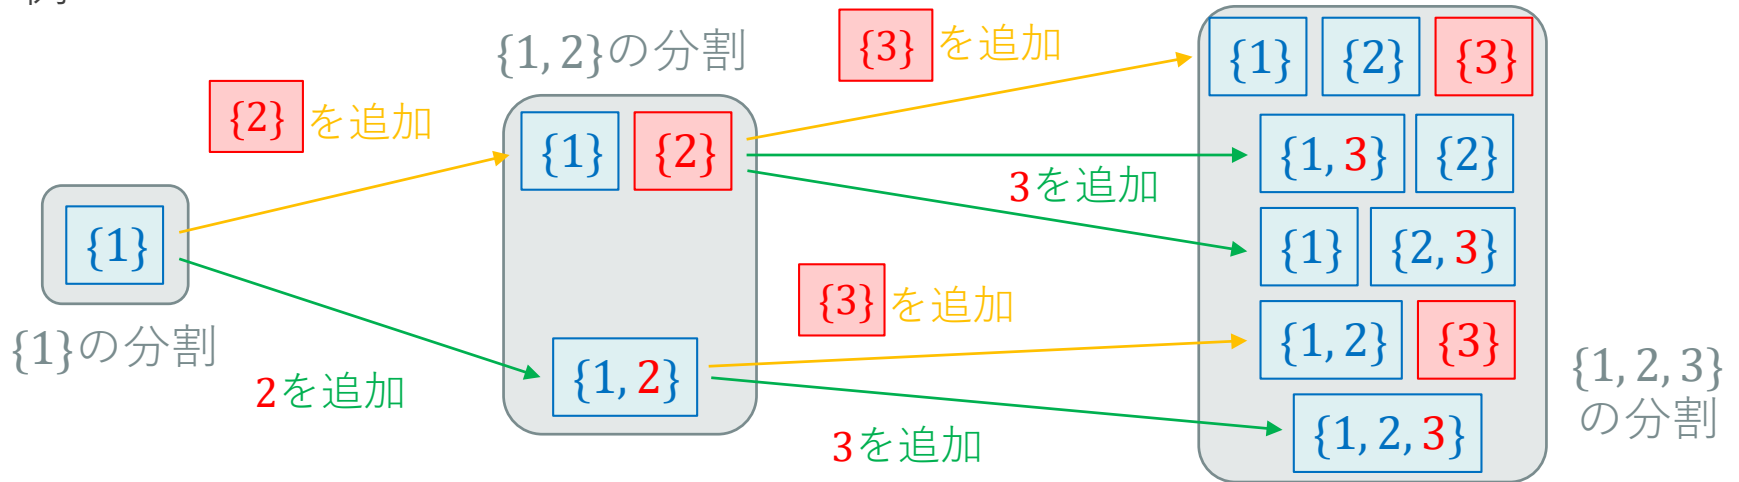 {1}
{1}の分割
{2}を追加
2を追加
{1, 2}の分割
{1} {2}
{1, 2}
{3}を追加
3を追加
{3}を追加
3を追加
{1} {2} {3}
{1, 3} {2}
{1} {2, 3}
{1, 2} {3}
{1, 2, 3}
{1, 2, 3}
の分割